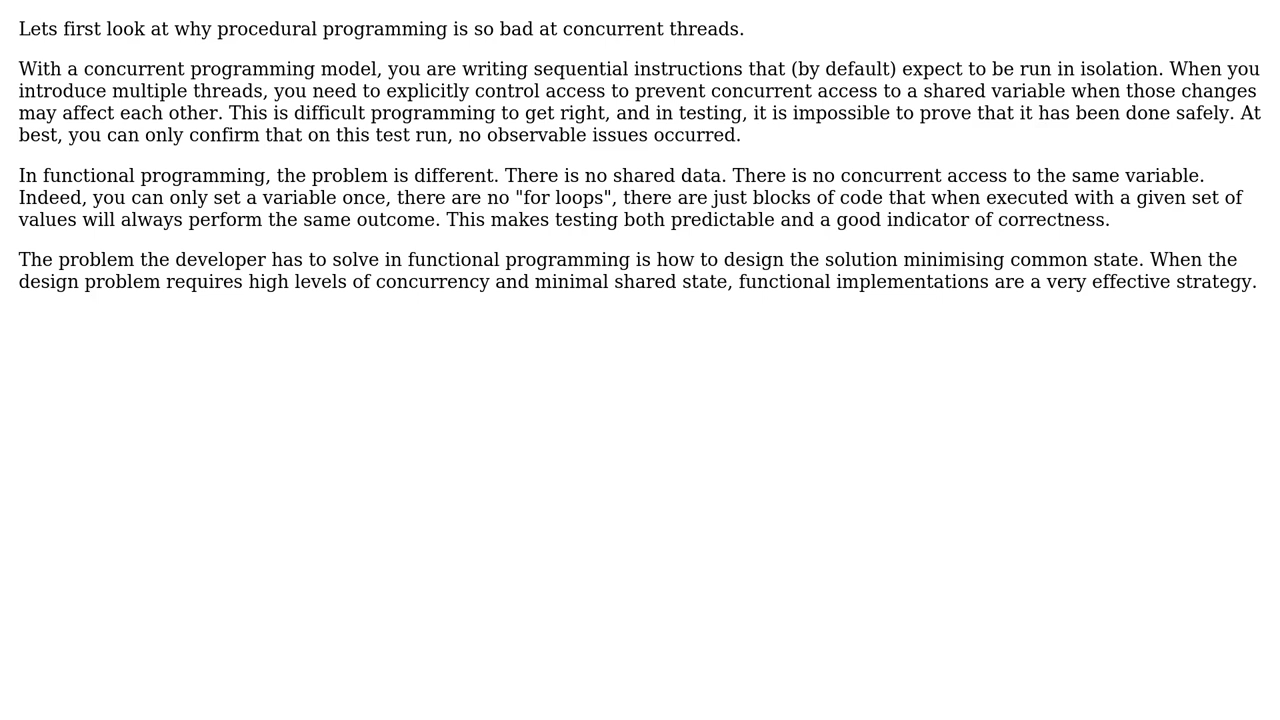 Lets first look at why procedural programming is so bad at concurrent threads.
With a concurrent programming model, you are writing sequential instructions that (by default) expect to be run in isolation. When you
introduce multiple threads, you need to explicitly control access to prevent concurrent access to a shared variable when those changes
may affect each other. This is difficult programming to get right, and in testing, it is impossible to prove that it has been done safely. At
best, you can only confirm that on this test run, no observable issues occurred.
In functional programming, the problem is different. There is no shared data. There is no concurrent access to the same variable.
Indeed, you can only set a variable once, there are no "for loops", there are just blocks of code that when executed with a given set of
values will always perform the same outcome. This makes testing both predictable and a good indicator of correctness.
The problem the developer has to solve in functional programming is how to design the solution minimising common state. When the
design problem requires high levels of concurrency and minimal shared state, functional implementations are a very effective strategy.